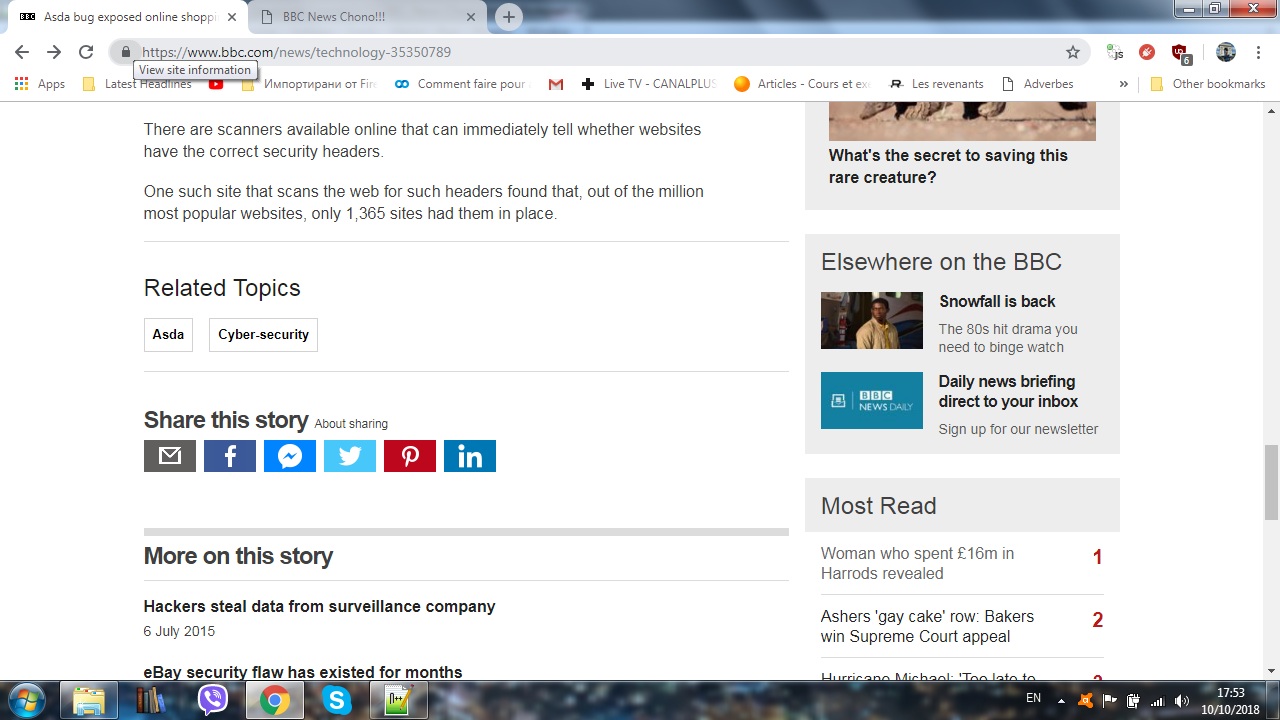 BBC Asda bug exposed online shoppi
BBC News Chono!!!
https://www.bbc.com/news/technology-35350789
JS
6
View site information
Apps
Latest Headlines
Импортирани от Fire
Comment faire pour
Live TV - CANALPLUS
Articles - Cours et exe
Les revenants
Adverbes
»
Other bookmarks
There are scanners available online that can immediately tell whether websites
have the correct security headers.
One such site that scans the web for such headers found that, out of the million
most popular websites, only 1,365 sites had them in place.
Related Topics
Asda
Cyber-security
Share this story About sharing
f
in
More on this story
Hackers steal data from surveillance company
6 July 2015
eBay security flaw has existed for months
What's the secret to saving this
rare creature?
Elsewhere on the BBC
Snowfall is back
The 80s hit drama you
need to binge watch
BBC
NEWS DAILY
Daily news briefing
direct to your inbox
Sign up for our newsletter
Most Read
Woman who spent £16m in
Harrods revealed
1
Ashers 'gay cake' row: Bakers
win Supreme Court appeal
2
Hurricane Michael: 'Too late to
EN
17:53
10/10/2018